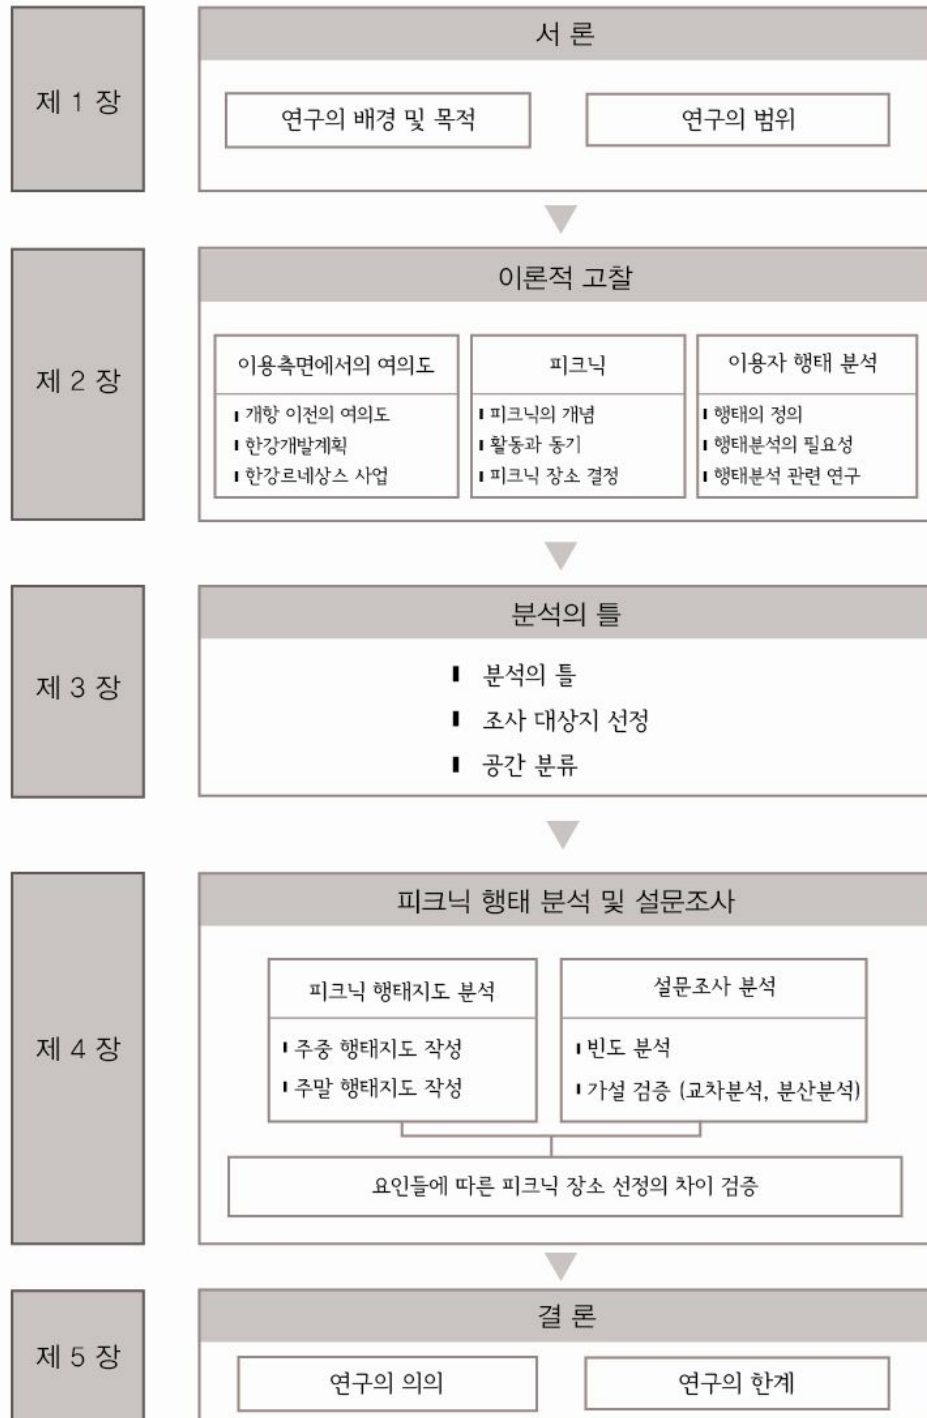 제 1 장
서 론
연구의 배경 및 목적
연구의 범위
제 2 장
이론적 고찰
이용측면에서의 여의도
개항 이전의 여의도
한강개발계획
한강르네상스 사업
피크닉
피크닉의 개념
활동과 동기
피크닉 장소 결정
이용자 행태 분석
행태의 정의
행태분석의 필요성
행태분석 관련 연구
제 3 장
분석의 틀
분석의 틀
조사 대상지 선정
공간 분류
제 4 장
피크닉 행태 분석 및 설문조사
피크닉 행태지도 분석
주중 행태지도 작성
주말 행태지도 작성
설문조사 분석
빈도 분석
가설 검증 (교차분석, 분산분석)
요인들에 따른 피크닉 장소 선정의 차이 검증
제 5 장
결 론
연구의 의의
연구의 한계